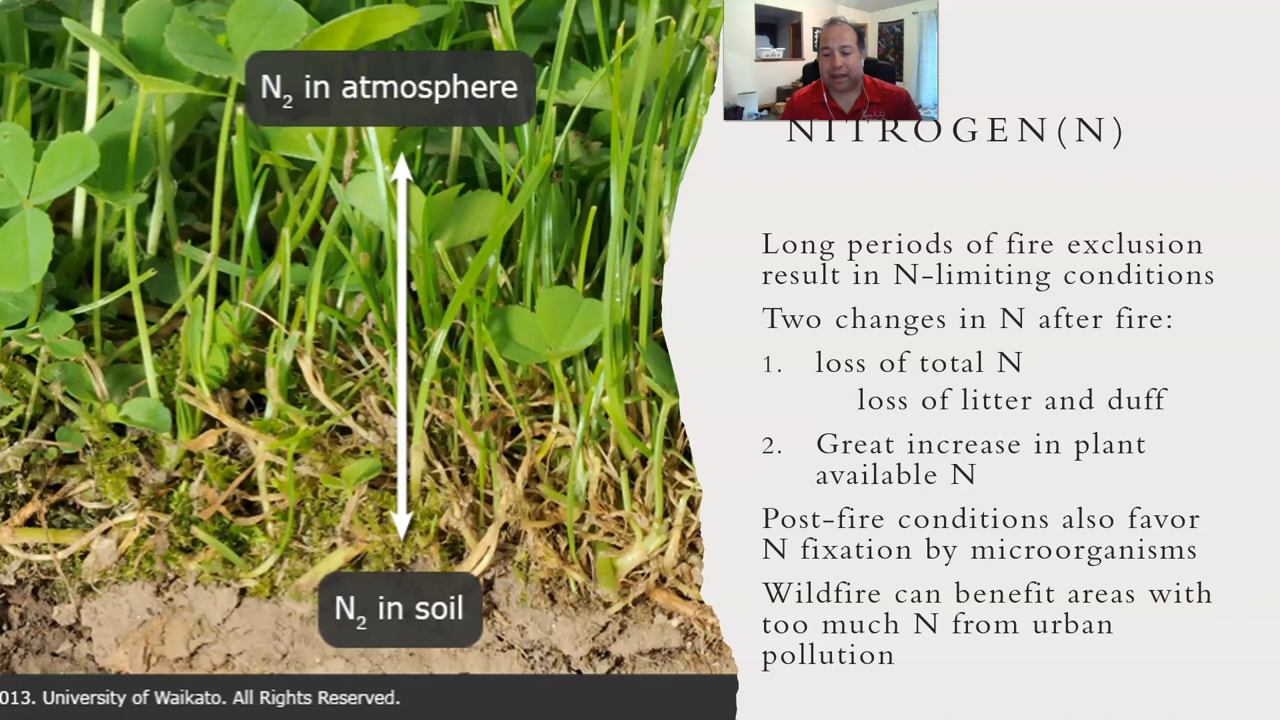 N2 in atmosphere
N2 in soil
013. University of Waikato. All Rights Reserved.
NITROGEN(N)
Long periods of fire exclusion
result in N-limiting conditions
Two changes in N after fire:
1. loss of total N
loss of litter and duff
2. Great increase in plant
available N
Post-fire conditions also favor
N fixation by microorganisms
Wildfire can benefit areas with
too much N from urban
pollution